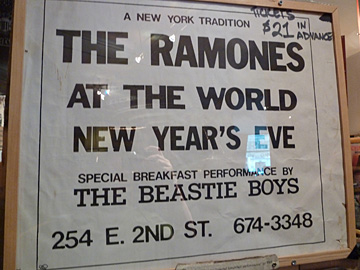 A NEW YORK TRADITION
TICKETS
$21 IN ADVANCE
THE RAMONES
AT THE WORLD
NEW YEAR'S EVE
SPECIAL BREAKFAST PERFORMANCE BY
THE BEASTIE BOYS
254 E. 2ND ST. 674-3348